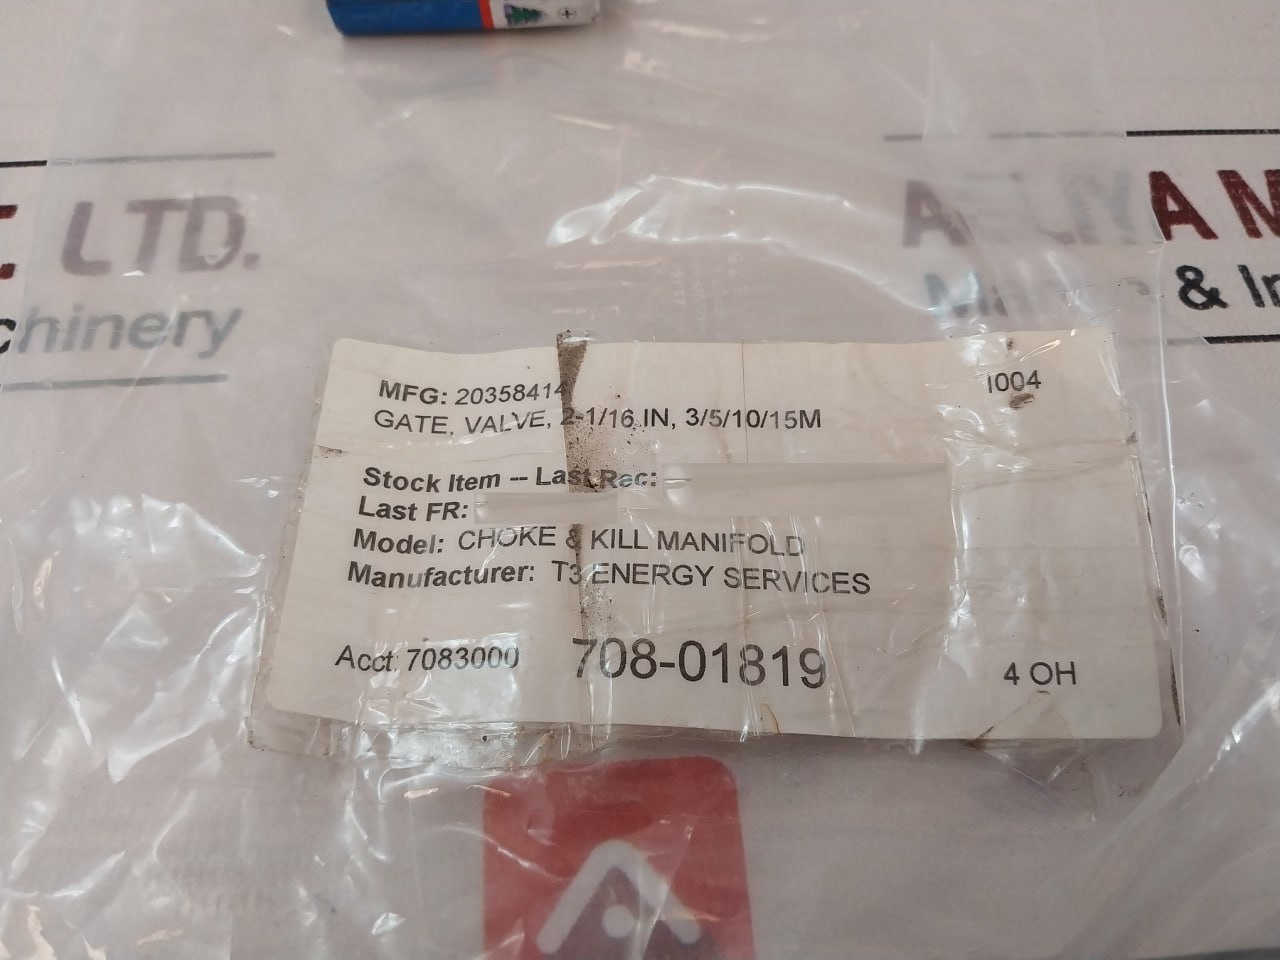 LTD.
chinery
A
A M
& In
MFG: 20358414
I004
GATE, VALVE, 2-1/16 IN, 3/5/10/15M
Stock Item -- Last Rec: --
Last FR:
Model: CHOKE & KILL MANIFOLD
Manufacturer: T3 ENERGY SERVICES
Acct: 7083000 708-01819 4 OH